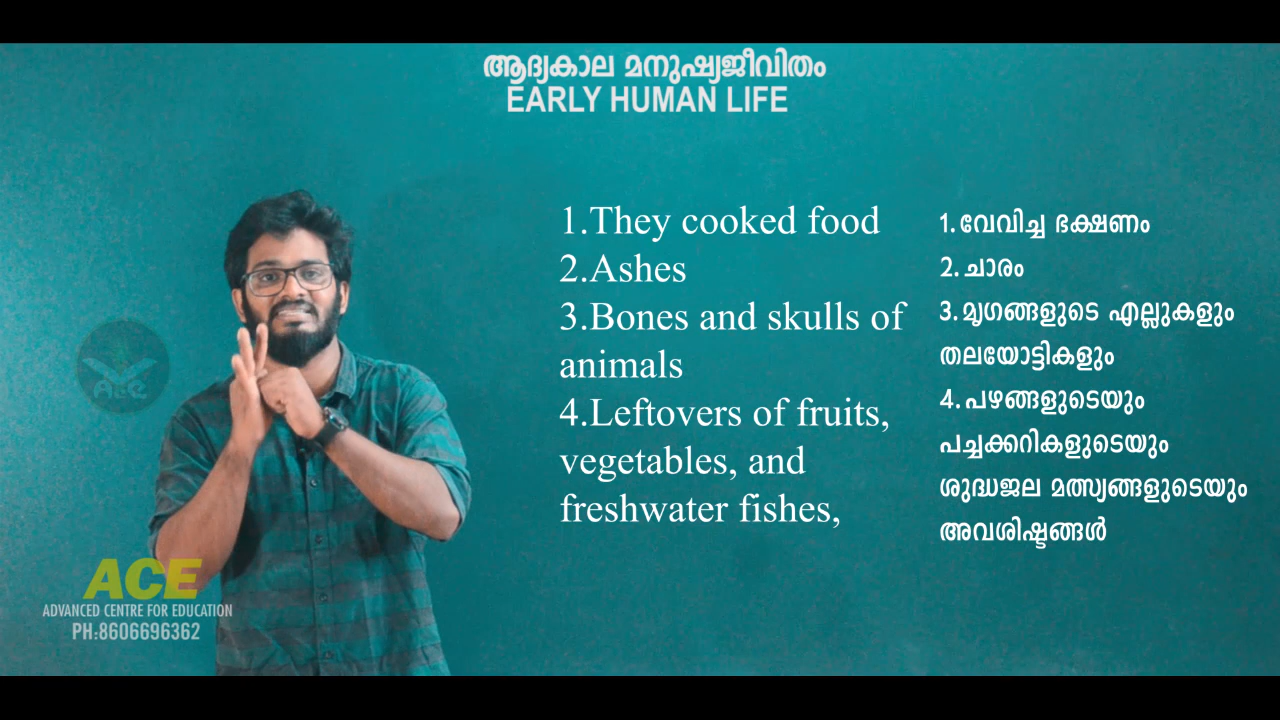 ആദ്യകാല മനുഷ്യജീവിതം
EARLY HUMAN LIFE
1.They cooked food
2.Ashes
3.Bones and skulls of
animals
4.Leftovers of fruits,
vegetables, and
freshwater fishes,
1.വേവിച്ച ഭക്ഷണം
2.ചാരം
3.മൃഗങ്ങളുടെ എല്ലുകളും
തലയോട്ടികളും
4.പഴങ്ങളുടെയും
പച്ചക്കറികളുടെയും
ശുദ്ധജല മത്സ്യങ്ങളുടെയും
അവശിഷ്ടങ്ങൾ
ACE
ACE
ADVANCED CENTRE FOR EDUCATION
PH:8606696362